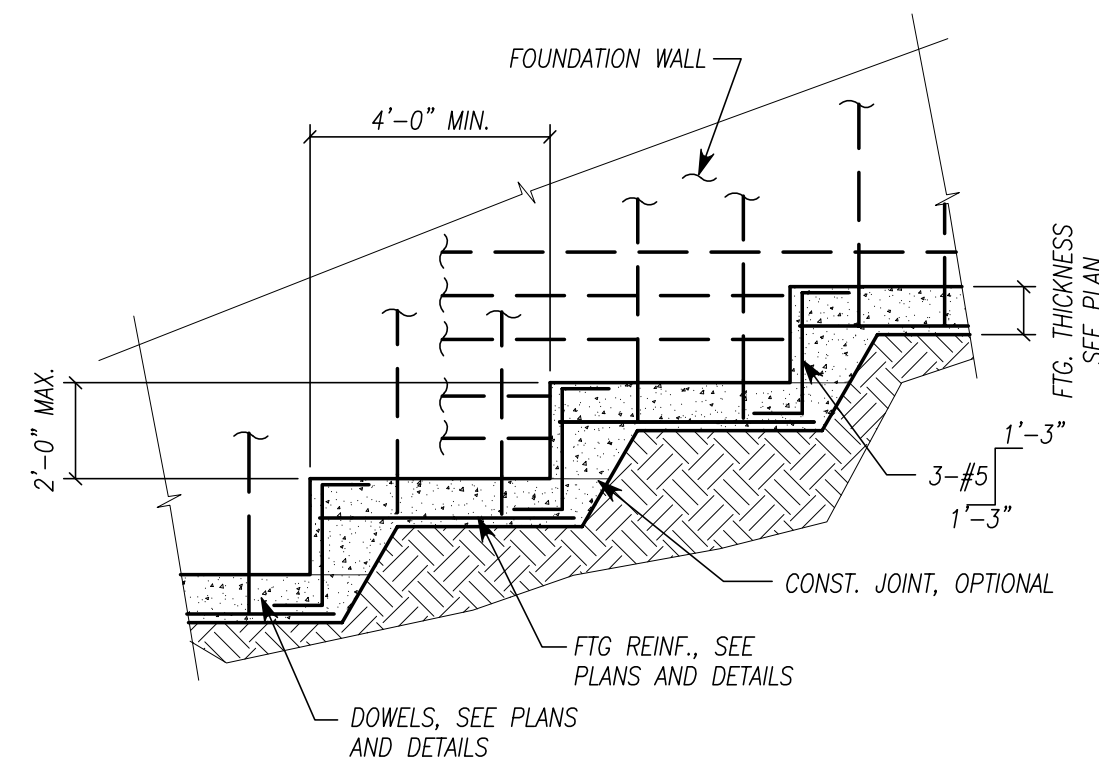 FOUNDATION WALL
4'-0" MIN.
2'-0" MAX.
FTG. THICKNESS
SEE PLAN
1'-3"
3-#5
1'-3"
CONST. JOINT, OPTIONAL
FTG REINF., SEE
PLANS AND DETAILS
DOWELS, SEE PLANS
AND DETAILS